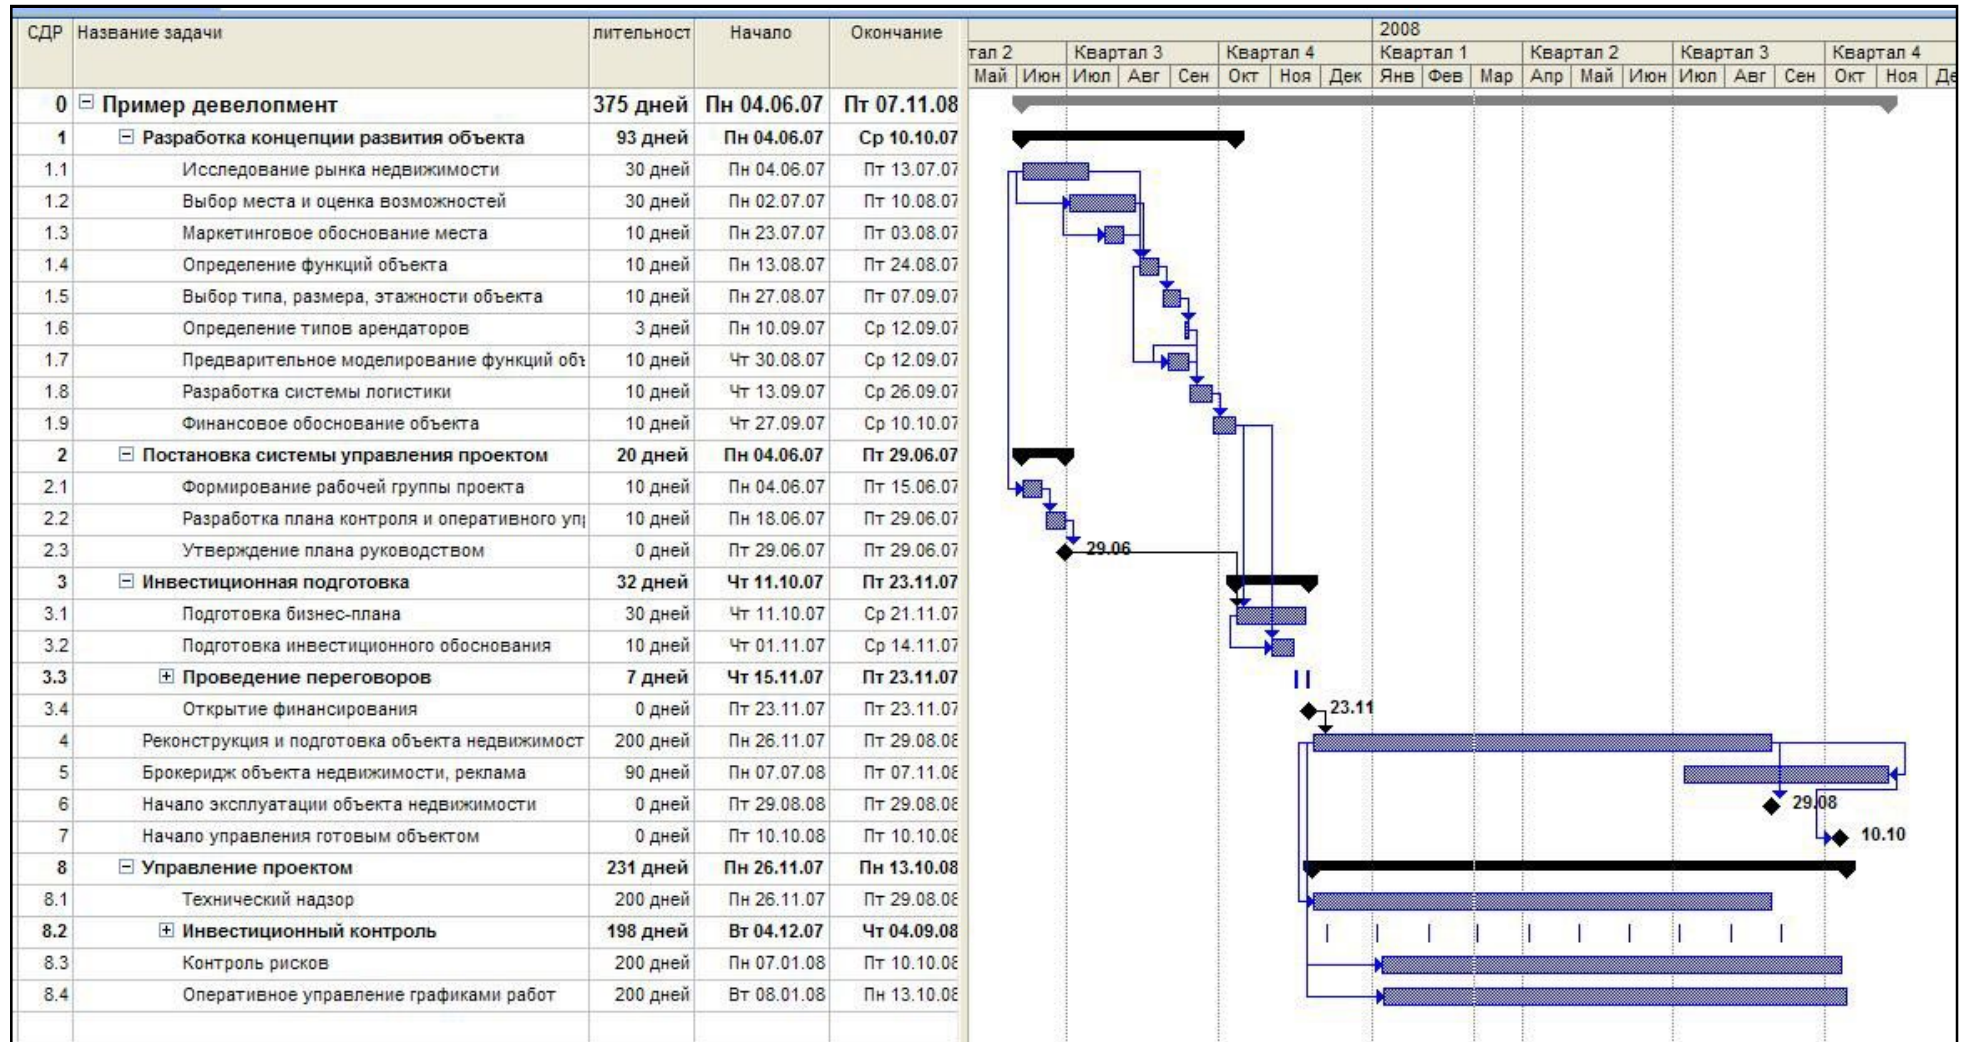 СДР Название задачи лительност Начало Окончание
2008
тал 2 Квартал 3 Квартал 4 Квартал 1 Квартал 2 Квартал 3 Квартал 4
Май Июн Июл Авг Сен Окт Ноя Дек Янв Фев Мар Апр Май Июн Июл Авг Сен Окт Ноя Де
0 Пример девелопмент 375 дней Пн 04.06.07 Пт 07.11.08
1 Разработка концепции развития объекта 93 дней Пн 04.06.07 Ср 10.10.07
1.1 Исследование рынка недвижимости 30 дней Пн 04.06.07 Пт 13.07.07
1.2 Выбор места и оценка возможностей 30 дней Пн 02.07.07 Пт 10.08.07
1.3 Маркетинговое обоснование места 10 дней Пн 23.07.07 Пт 03.08.07
1.4 Определение функций объекта 10 дней Пн 13.08.07 Пт 24.08.07
1.5 Выбор типа, размера, этажности объекта 10 дней Пн 27.08.07 Пт 07.09.07
1.6 Определение типов арендаторов 3 дней Пн 10.09.07 Ср 12.09.07
1.7 Предварительное моделирование функций объ 10 дней Чт 30.08.07 Ср 12.09.07
1.8 Разработка системы логистики 10 дней Чт 13.09.07 Ср 26.09.07
1.9 Финансовое обоснование объекта 10 дней Чт 27.09.07 Ср 10.10.07
2 Постановка системы управления проектом 20 дней Пн 04.06.07 Пт 29.06.07
2.1 Формирование рабочей группы проекта 10 дней Пн 04.06.07 Пт 15.06.07
2.2 Разработка плана контроля и оперативного упр 10 дней Пн 18.06.07 Пт 29.06.07
2.3 Утверждение плана руководством 0 дней Пт 29.06.07 Пт 29.06.07 29.06
3 Инвестиционная подготовка 32 дней Чт 11.10.07 Пт 23.11.07
3.1 Подготовка бизнес-плана 30 дней Чт 11.10.07 Ср 21.11.07
3.2 Подготовка инвестиционного обоснования 10 дней Чт 01.11.07 Ср 14.11.07
3.3 Проведение переговоров 7 дней Чт 15.11.07 Пт 23.11.07
3.4 Открытие финансирования 0 дней Пт 23.11.07 Пт 23.11.07 23.11
4 Реконструкция и подготовка объекта недвижимост 200 дней Пн 26.11.07 Пт 29.08.08
5 Брокеридж объекта недвижимости, реклама 90 дней Пн 07.07.08 Пт 07.11.08
6 Начало эксплуатации объекта недвижимости 0 дней Пт 29.08.08 Пт 29.08.08 29.08
7 Начало управления готовым объектом 0 дней Пт 10.10.08 Пт 10.10.08 10.10
8 Управление проектом 231 дней Пн 26.11.07 Пн 13.10.08
8.1 Технический надзор 200 дней Пн 26.11.07 Пт 29.08.08
8.2 Инвестиционный контроль 198 дней Вт 04.12.07 Чт 04.09.08
8.3 Контроль рисков 200 дней Пн 07.01.08 Пт 10.10.08
8.4 Оперативное управление графиками работ 200 дней Вт 08.01.08 Пн 13.10.08